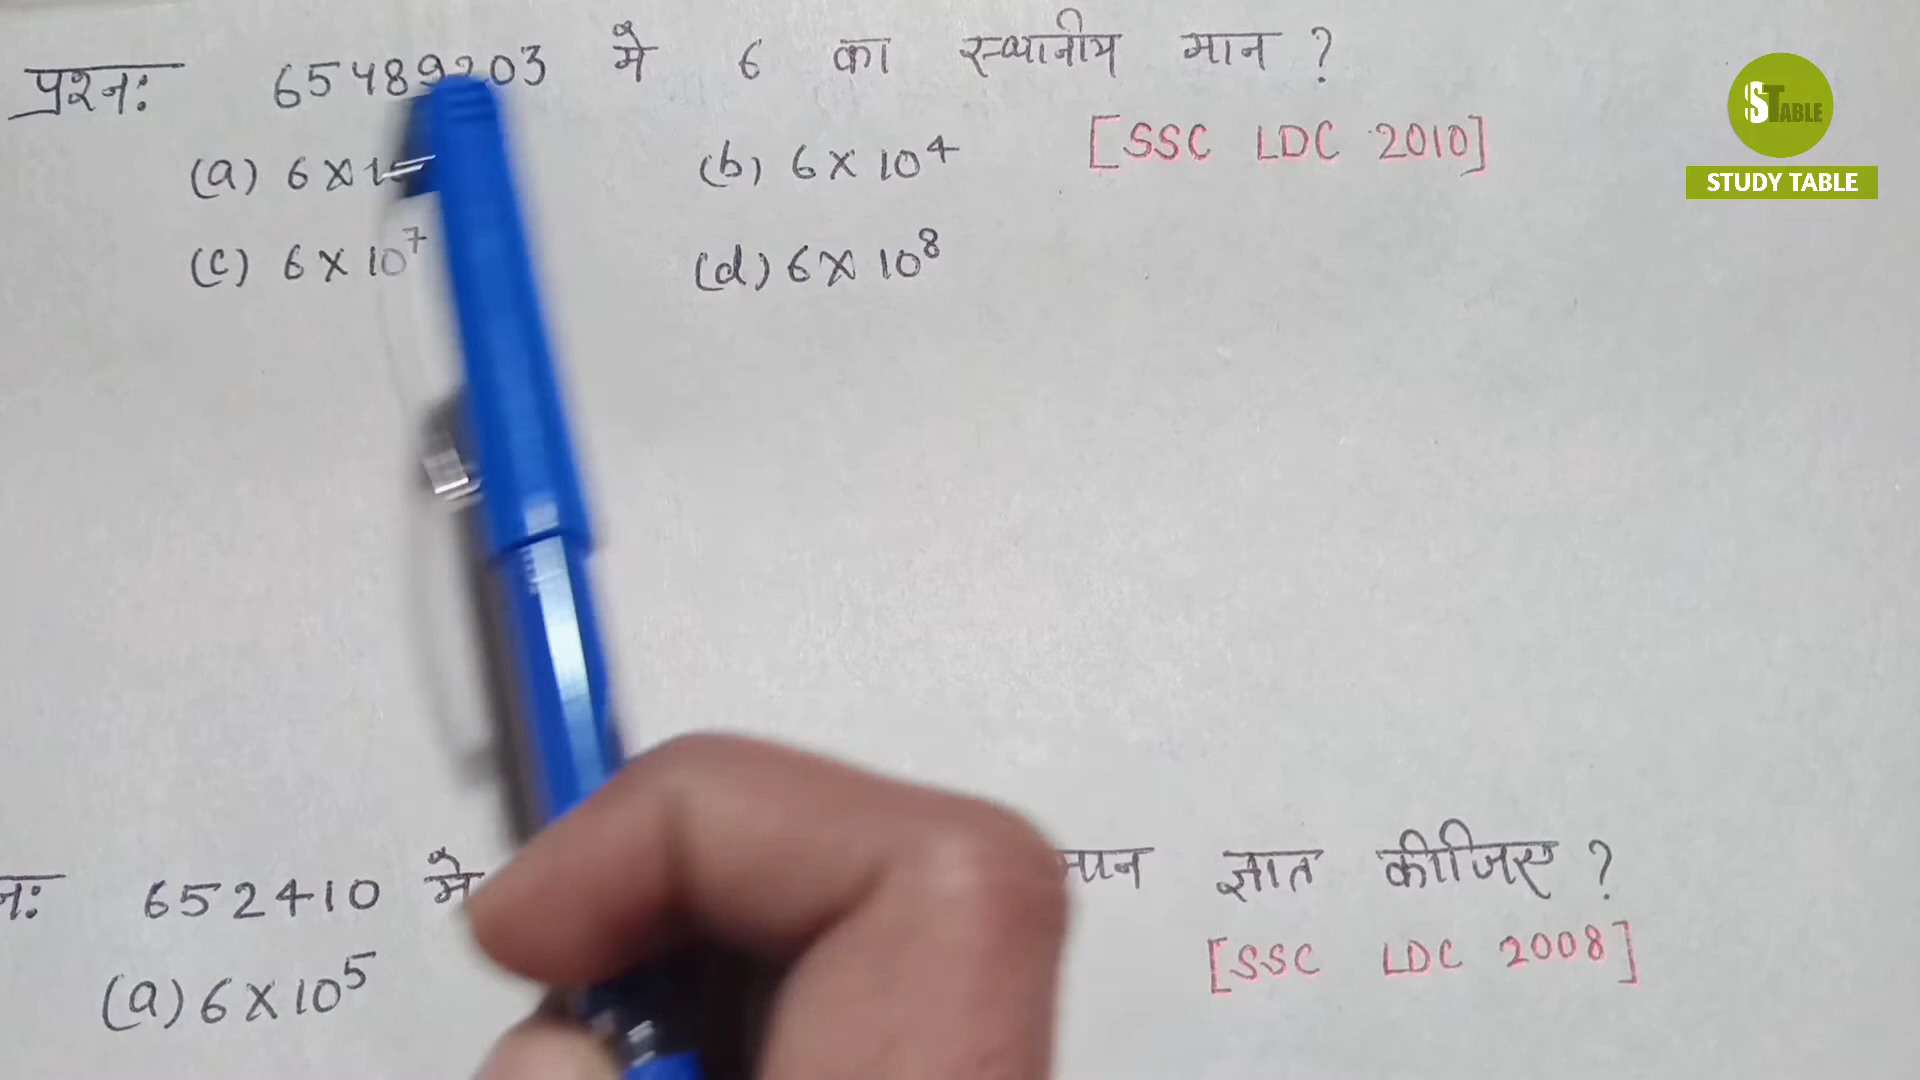 प्रश्नः 65489203 में 6 का स्थानीय मान ?
(a) 6 × 1 (b) 6 × 10⁴ [SSC LDC 2010]
(c) 6 × 10⁷ (d) 6 × 10⁸
STABLE
STUDY TABLE
नः 652410 में मान ज्ञात कीजिए ?
(a) 6 × 10⁵ [SSC LDC 2008]